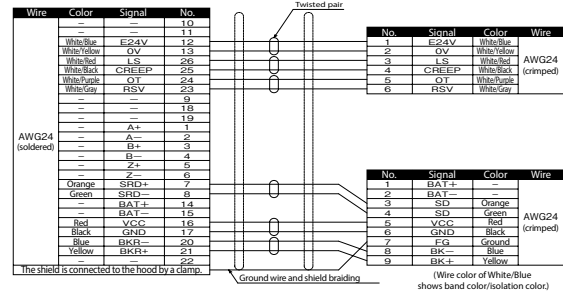 Twisted pair
Wire Color Signal No.
AWG24
(soldered)
— — 10
— — 11
White/Blue E24V 12
White/Yellow 0V 13
White/Red LS 26
White/Black CREEP 25
White/Purple OT 24
White/Gray RSV 23
— — 9
— — 18
— — 19
— A+ 1
— A— 2
— B+ 3
— B— 4
— Z+ 5
— Z— 6
Orange SRD+ 7
Green SRD— 8
— BAT+ 14
— BAT— 15
Red VCC 16
Black GND 17
Blue BKR— 20
Yellow BKR+ 21
— — 22
The shield is connected to the hood by a clamp.
Ground wire and shield braiding
No. Signal Color Wire
1 E24V White/Blue
2 0V White/Yellow
3 LS White/Red
4 CREEP White/Black
5 OT White/Purple
6 RSV White/Gray
AWG24
(crimped)
No. Signal Color Wire
1 BAT+ —
2 BAT— —
3 SD Orange
4 SD Green
5 VCC Red
6 GND Black
7 FG Ground
8 BK— Blue
9 BK+ Yellow
AWG24
(crimped)
(Wire color of White/Blue
shows band color/isolation color.)